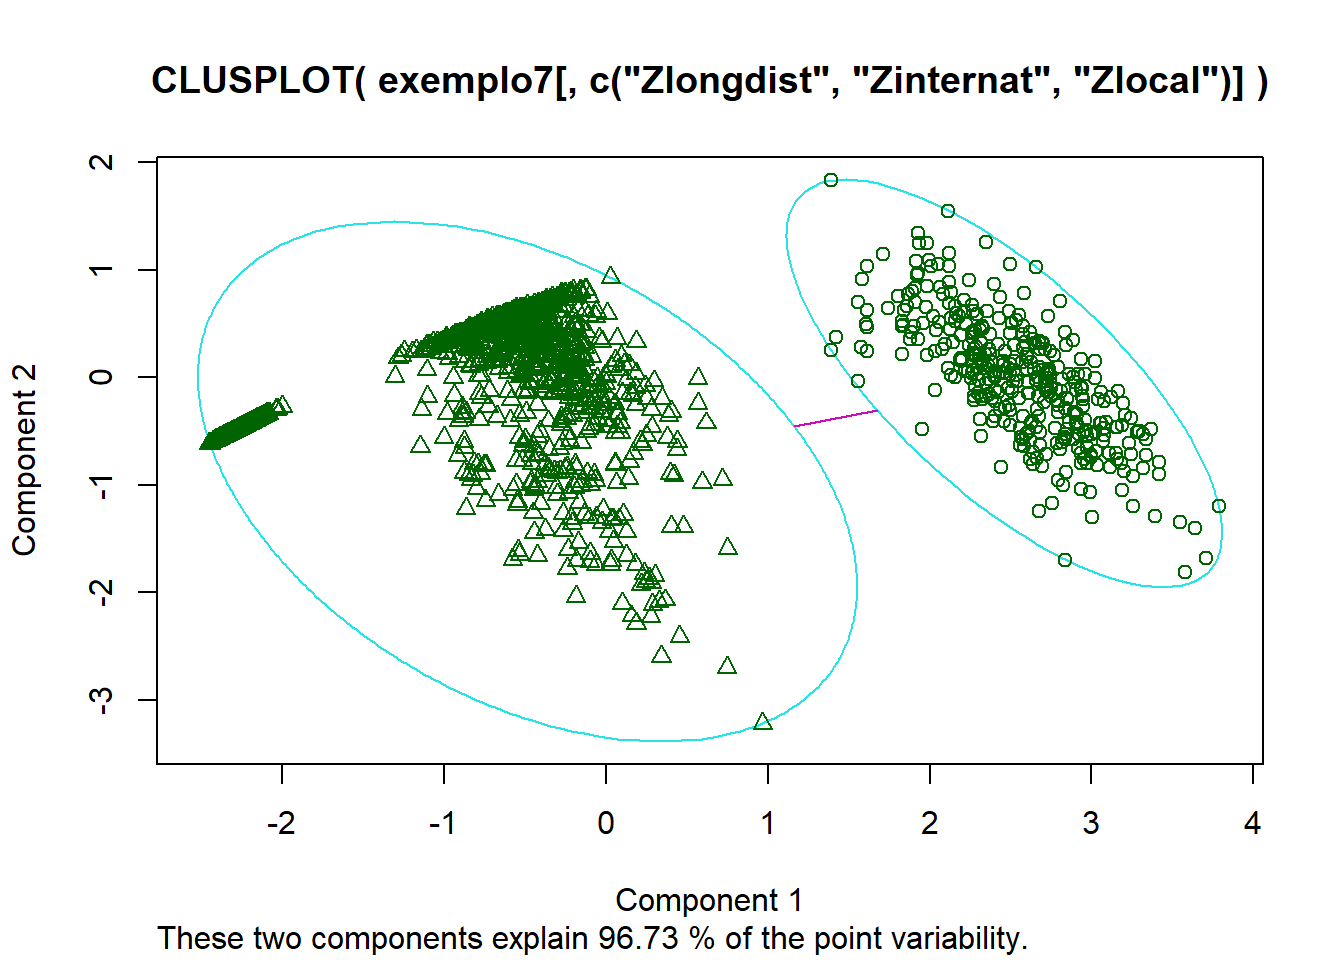 CLUSPLOT( exemplo7[, c("Zlongdist", "Zinternat", "Zlocal")] )
Component 2
2
1
0
-1
-2
-3
-2 -1 0 1 2 3 4
Component 1
These two components explain 96.73 % of the point variability.